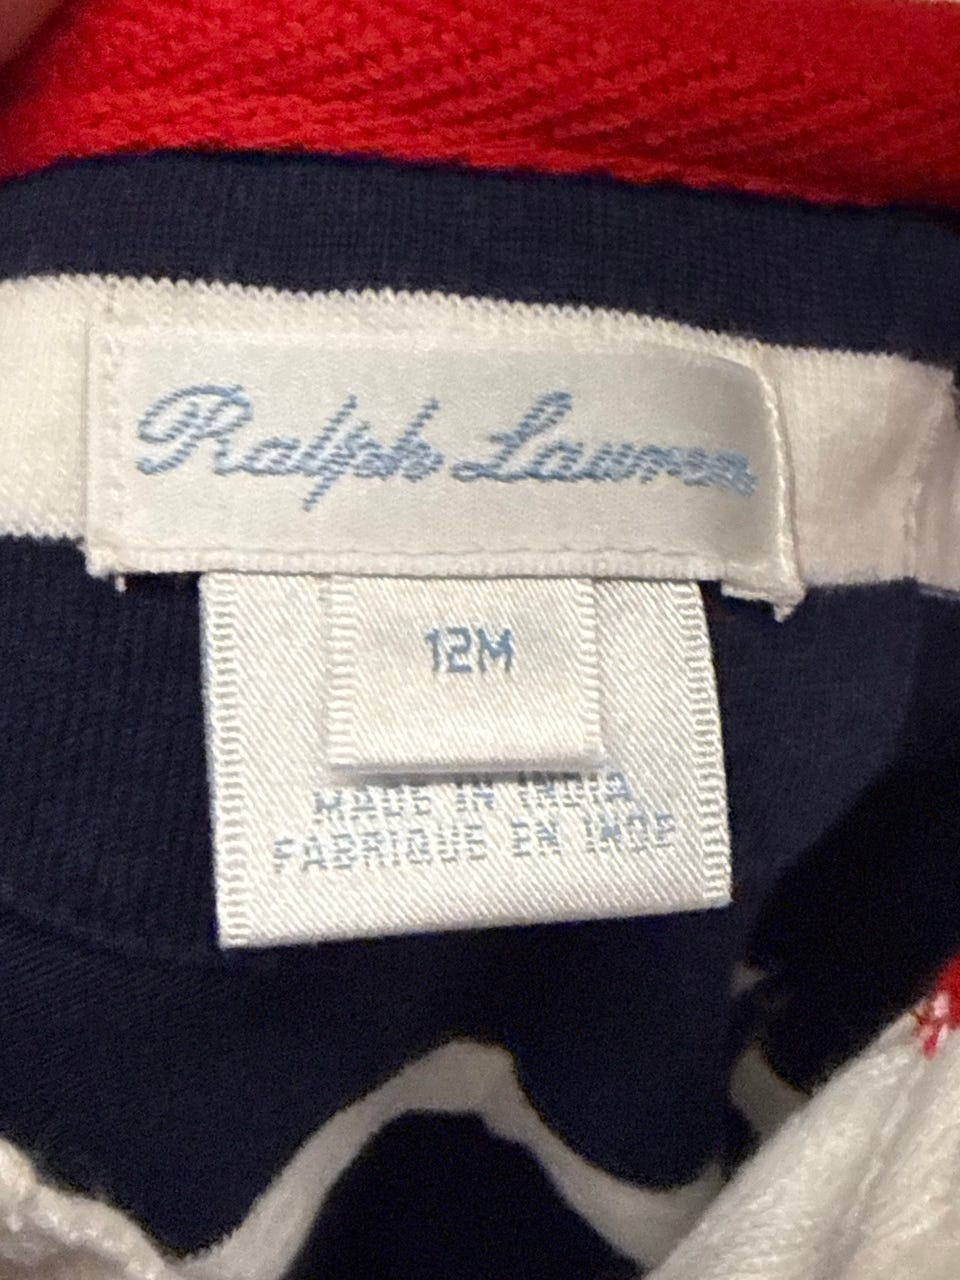 Ralph Lauren
12M
MADE IN INDIA
FABRIQUE EN INDE